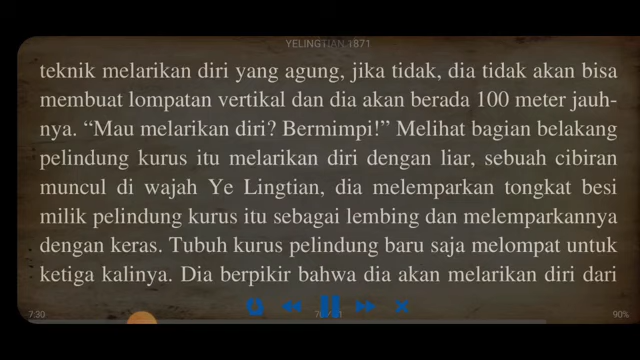 YELINGTIAN.1871
teknik melarikan diri yang agung, jika tidak, dia tidak akan bisa
membuat lompatan vertikal dan dia akan berada 100 meter jauh-
nya. “Mau melarikan diri? Bermimpi!” Melihat bagian belakang
pelindung kurus itu melarikan diri dengan liar, sebuah cibiran
muncul di wajah Ye Lingtian, dia melemparkan tongkat besi
milik pelindung kurus itu sebagai lembing dan melemparkannya
dengan keras. Tubuh kurus pelindung baru saja melompat untuk
ketiga kalinya. Dia berpikir bahwa dia akan melarikan diri dari
7:30
90%